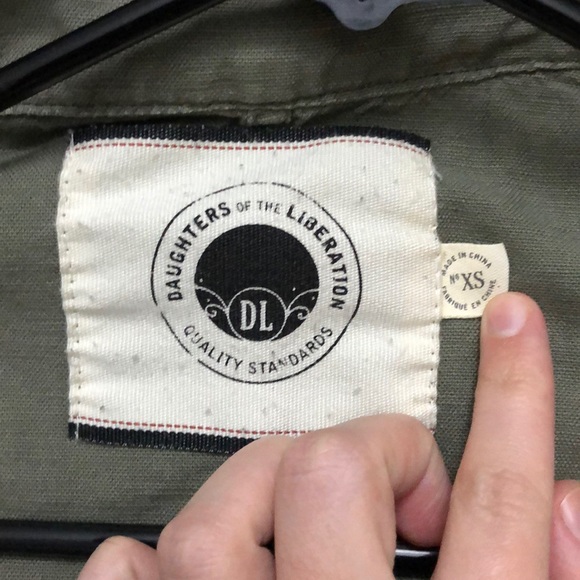 DAUGHTERS OF THE LIBERATION
DL
QUALITY STANDARDS
MADE IN CHINA
Nº XS
FABRIQUÉ EN CHINE